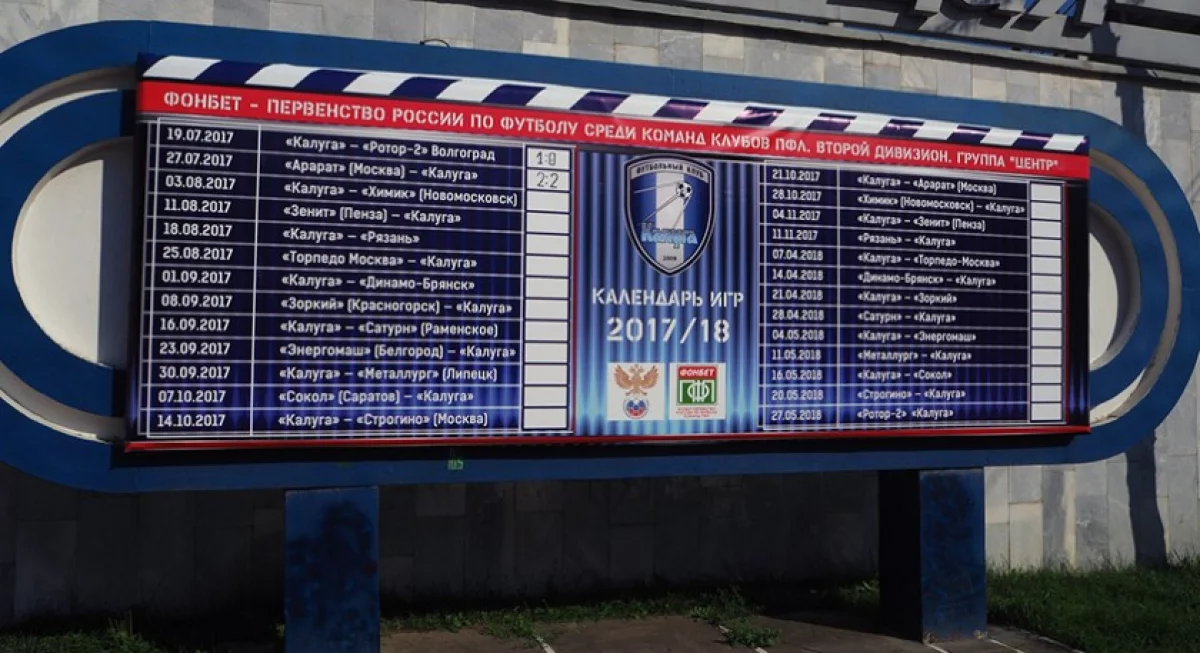 ФОНБЕТ - ПЕРВЕНСТВО РОССИИ ПО ФУТБОЛУ СРЕДИ КОМАНД КЛУБОВ ПФЛ. ВТОРОЙ ДИВИЗИОН. ГРУППА "ЦЕНТР"
19.07.2017 «Калуга» – «Ротор-2» Волгоград 1:0
27.07.2017 «Арарат» (Москва) – «Калуга» 2:2
03.08.2017 «Калуга» – «Химик» (Новомосковск)
11.08.2017 «Зенит» (Пенза) – «Калуга»
18.08.2017 «Калуга» – «Рязань»
25.08.2017 «Торпедо Москва» – «Калуга»
01.09.2017 «Калуга» – «Динамо-Брянск»
08.09.2017 «Зоркий» (Красногорск) – «Калуга»
16.09.2017 «Калуга» – «Сатурн» (Раменское)
23.09.2017 «Энергомаш» (Белгород) – «Калуга»
30.09.2017 «Калуга» – «Металлург» (Липецк)
07.10.2017 «Сокол» (Саратов) – «Калуга»
14.10.2017 «Калуга» – «Строгино» (Москва)
ФУТБОЛЬНЫЙ КЛУБ
Калуга
2009
КАЛЕНДАРЬ ИГР
2017/18
ФОНБЕТ
21.10.2017 «Калуга» – «Арарат» (Москва)
28.10.2017 «Химик» (Новомосковск) – «Калуга»
04.11.2017 «Калуга» – «Зенит» (Пенза)
11.11.2017 «Рязань» – «Калуга»
07.04.2018 «Калуга» – «Торпедо-Москва»
14.04.2018 «Динамо-Брянск» – «Калуга»
21.04.2018 «Калуга» – «Зоркий»
28.04.2018 «Сатурн» – «Калуга»
04.05.2018 «Калуга» – «Энергомаш»
11.05.2018 «Металлург» – «Калуга»
16.05.2018 «Калуга» – «Сокол»
20.05.2018 «Строгино» – «Калуга»
27.05.2018 «Ротор-2» «Калуга»